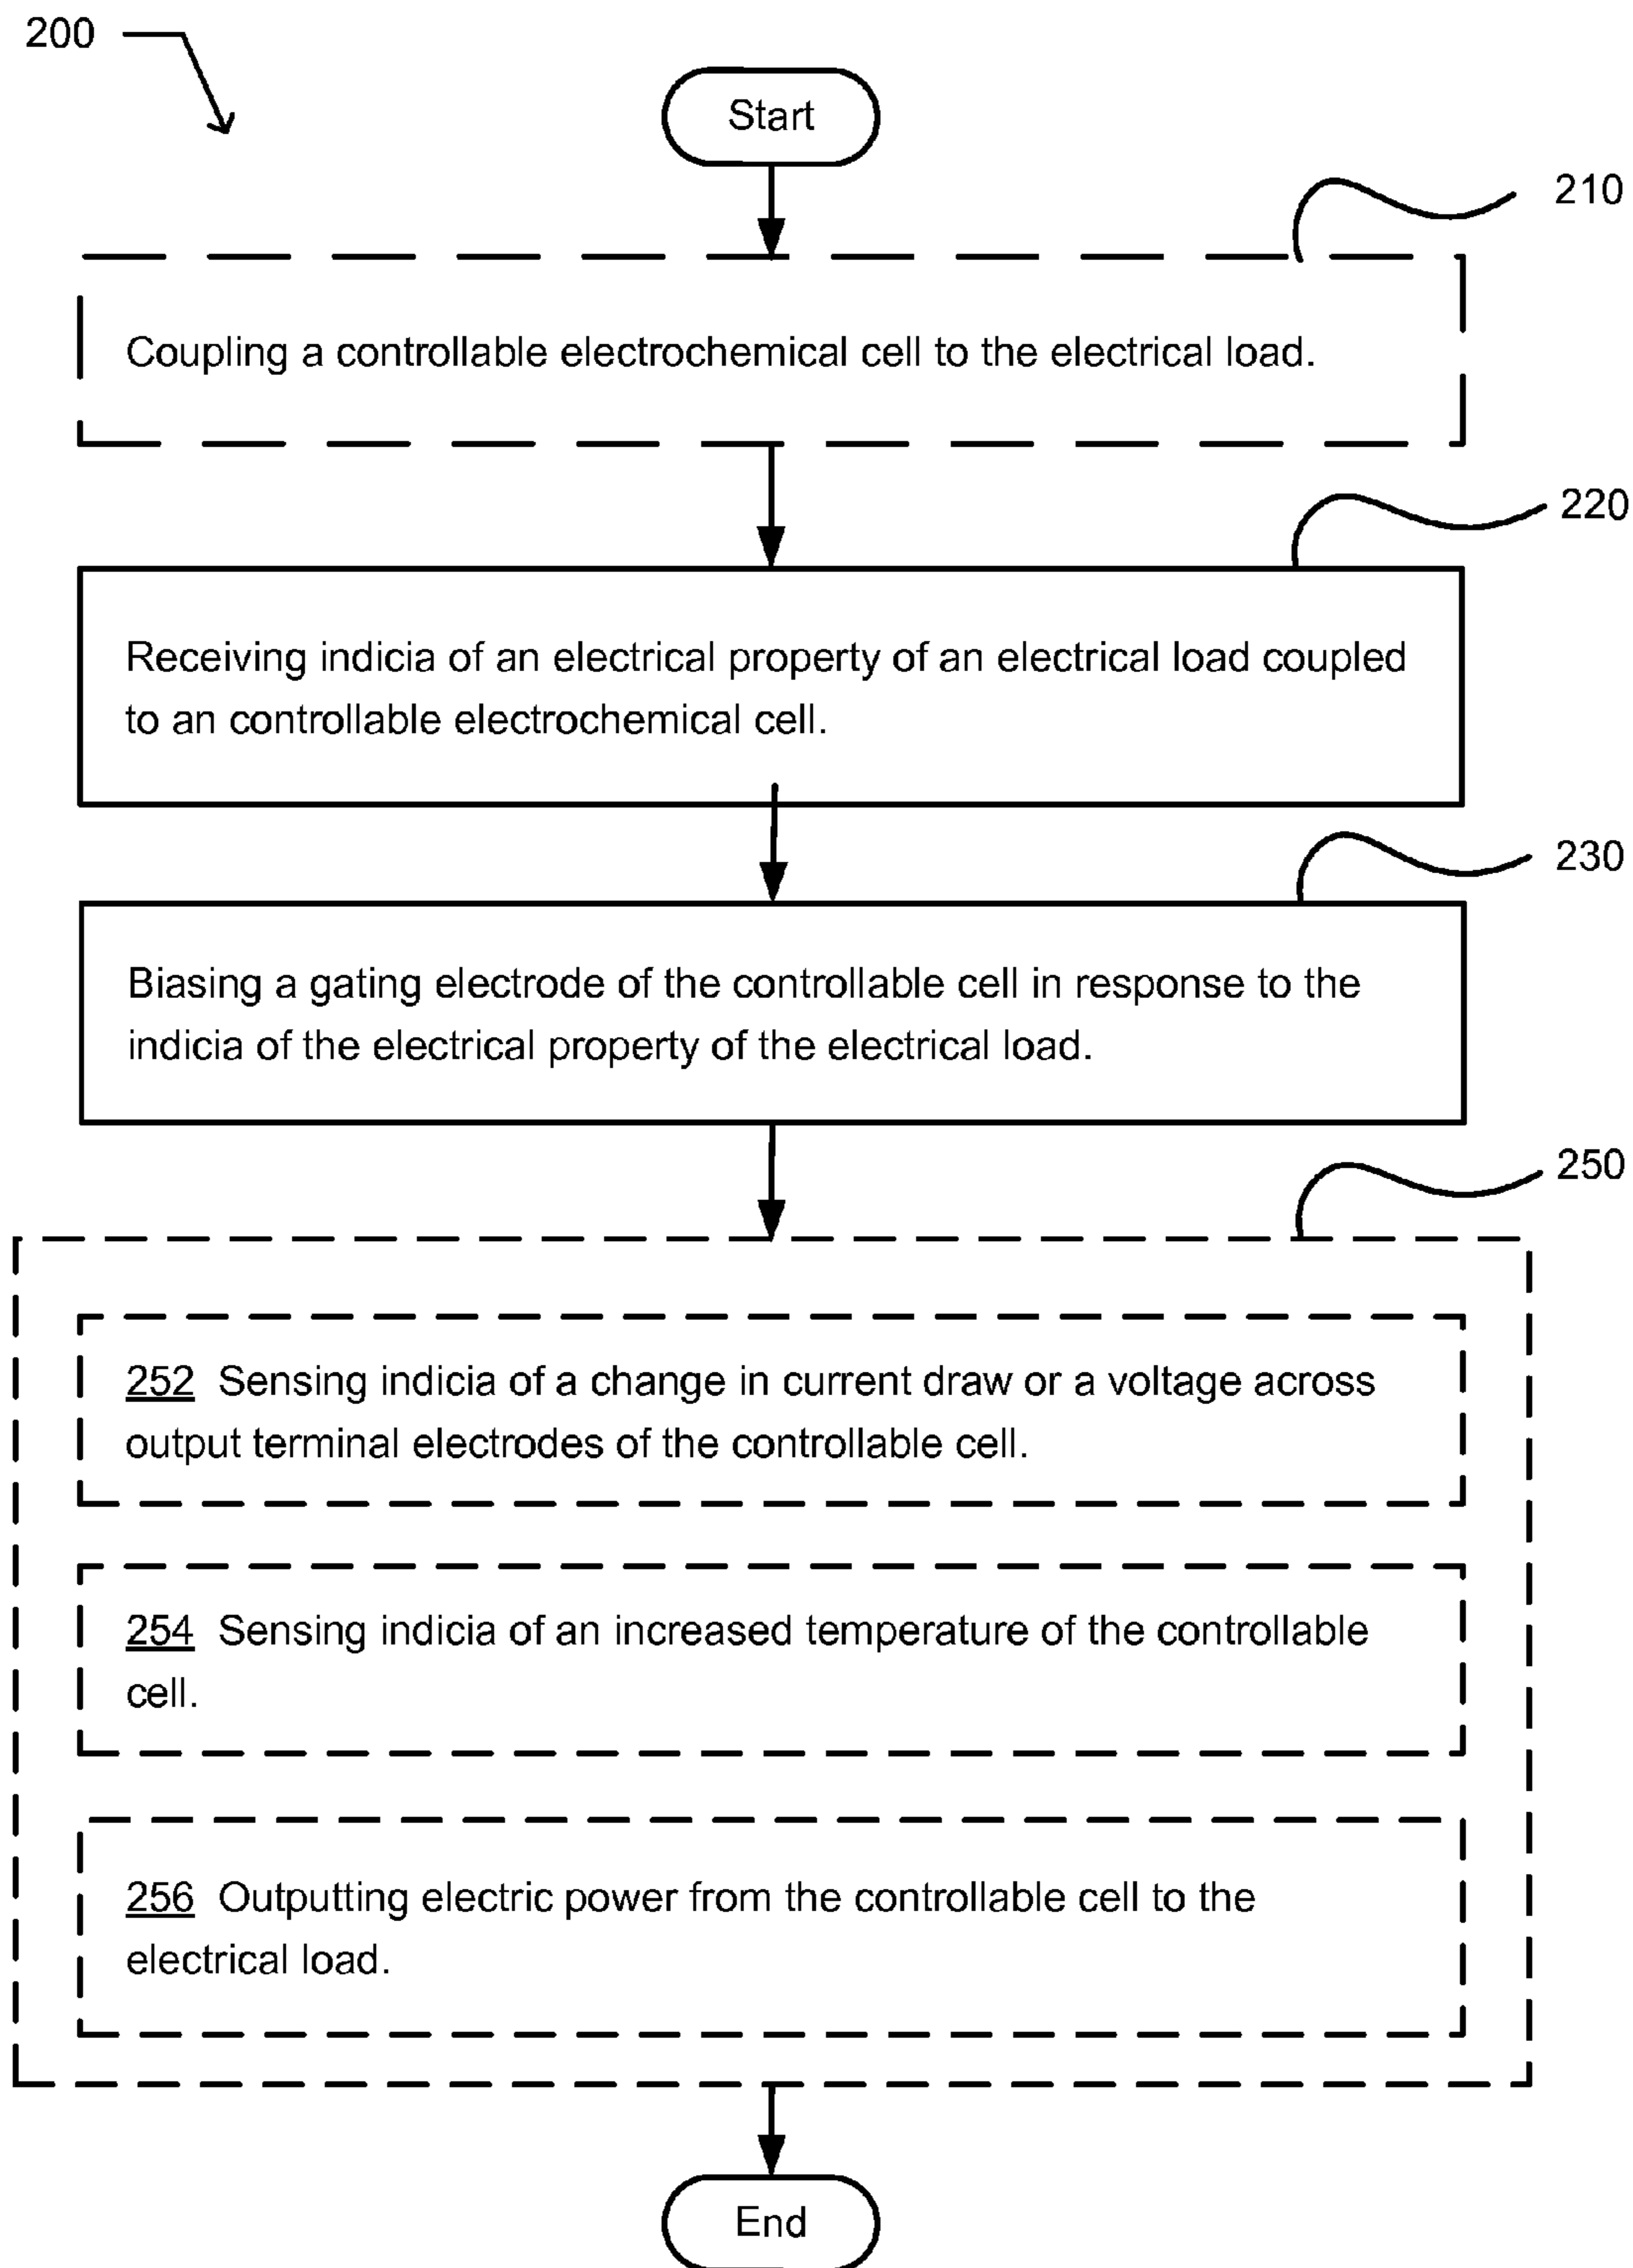 200
Start
210
Coupling a controllable electrochemical cell to the electrical load.
220
Receiving indicia of an electrical property of an electrical load coupled
to an controllable electrochemical cell.
230
Biasing a gating electrode of the controllable cell in response to the
indicia of the electrical property of the electrical load.
250
252 Sensing indicia of a change in current draw or a voltage across
output terminal electrodes of the controllable cell.
254 Sensing indicia of an increased temperature of the controllable
cell.
256 Outputting electric power from the controllable cell to the
electrical load.
End